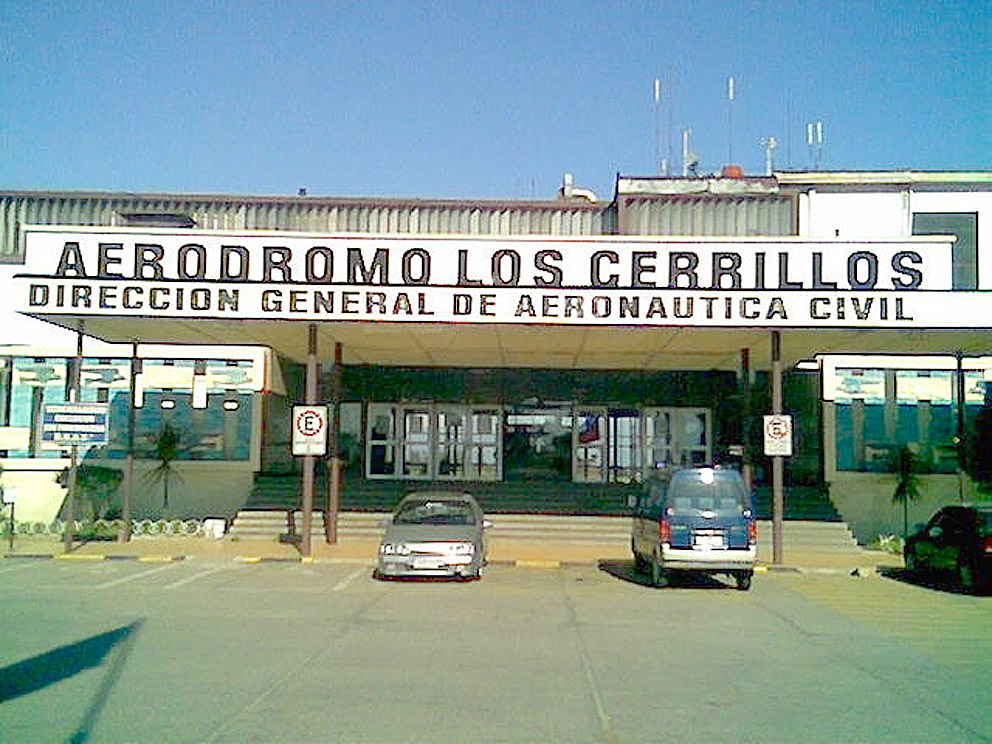 AERODROMO LOS CERRILLOS
DIRECCION GENERAL DE AERONAUTICA CIVIL
E
E